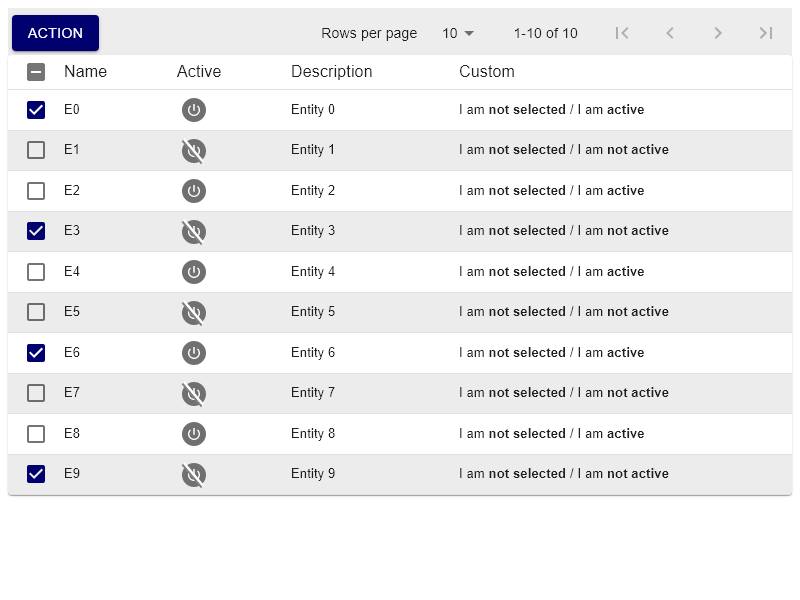 ACTION Rows per page 10 1-10 of 10
Name Active Description Custom
E0 Entity 0 I am not selected / I am active
E1 Entity 1 I am not selected / I am not active
E2 Entity 2 I am not selected / I am active
E3 Entity 3 I am not selected / I am not active
E4 Entity 4 I am not selected / I am active
E5 Entity 5 I am not selected / I am not active
E6 Entity 6 I am not selected / I am active
E7 Entity 7 I am not selected / I am not active
E8 Entity 8 I am not selected / I am active
E9 Entity 9 I am not selected / I am not active